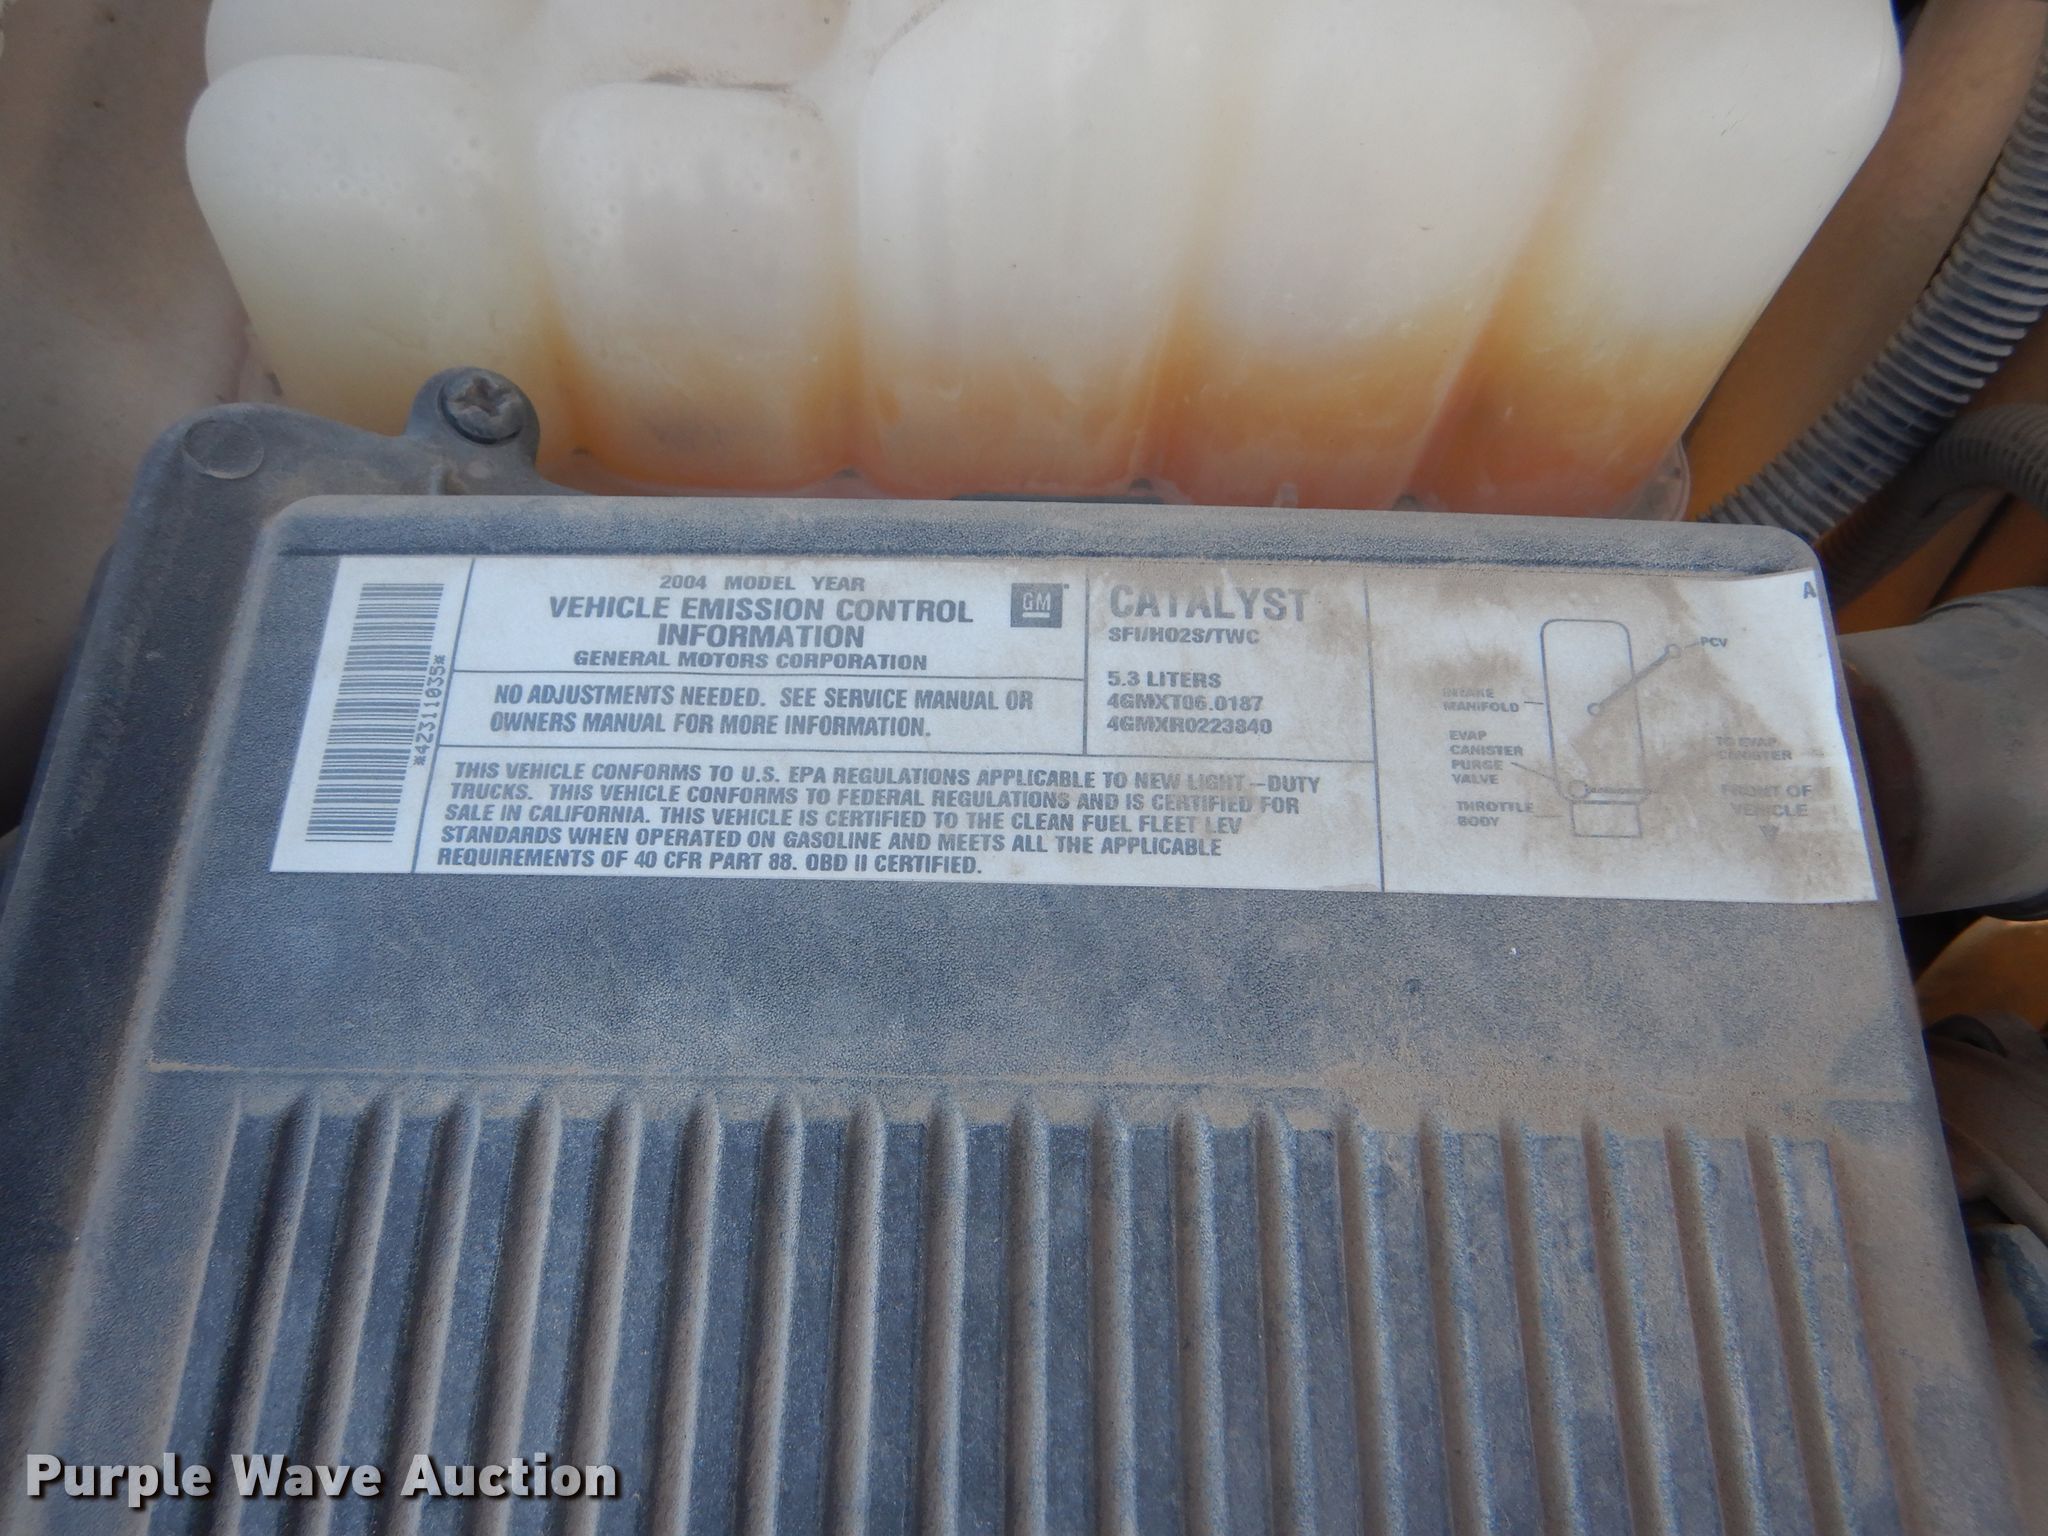 *42311035*
2004 MODEL YEAR
VEHICLE EMISSION CONTROL
INFORMATION
GENERAL MOTORS CORPORATION
GM
NO ADJUSTMENTS NEEDED. SEE SERVICE MANUAL OR
OWNERS MANUAL FOR MORE INFORMATION.
CATALYST
SFI/HO2S/TWC
5.3 LITERS
4GMXT06.0187
4GMXR0223840
THIS VEHICLE CONFORMS TO U.S. EPA REGULATIONS APPLICABLE TO NEW LIGHT-DUTY
TRUCKS. THIS VEHICLE CONFORMS TO FEDERAL REGULATIONS AND IS CERTIFIED FOR
SALE IN CALIFORNIA. THIS VEHICLE IS CERTIFIED TO THE CLEAN FUEL FLEET LEV
STANDARDS WHEN OPERATED ON GASOLINE AND MEETS ALL THE APPLICABLE
REQUIREMENTS OF 40 CFR PART 88. OBD II CERTIFIED.
A
PCV
INTAKE
MANIFOLD
EVAP
CANISTER
PURGE
VALVE
THROTTLE
BODY
TO EVAP
CANISTER
FRONT OF
VEHICLE
Purple Wave Auction